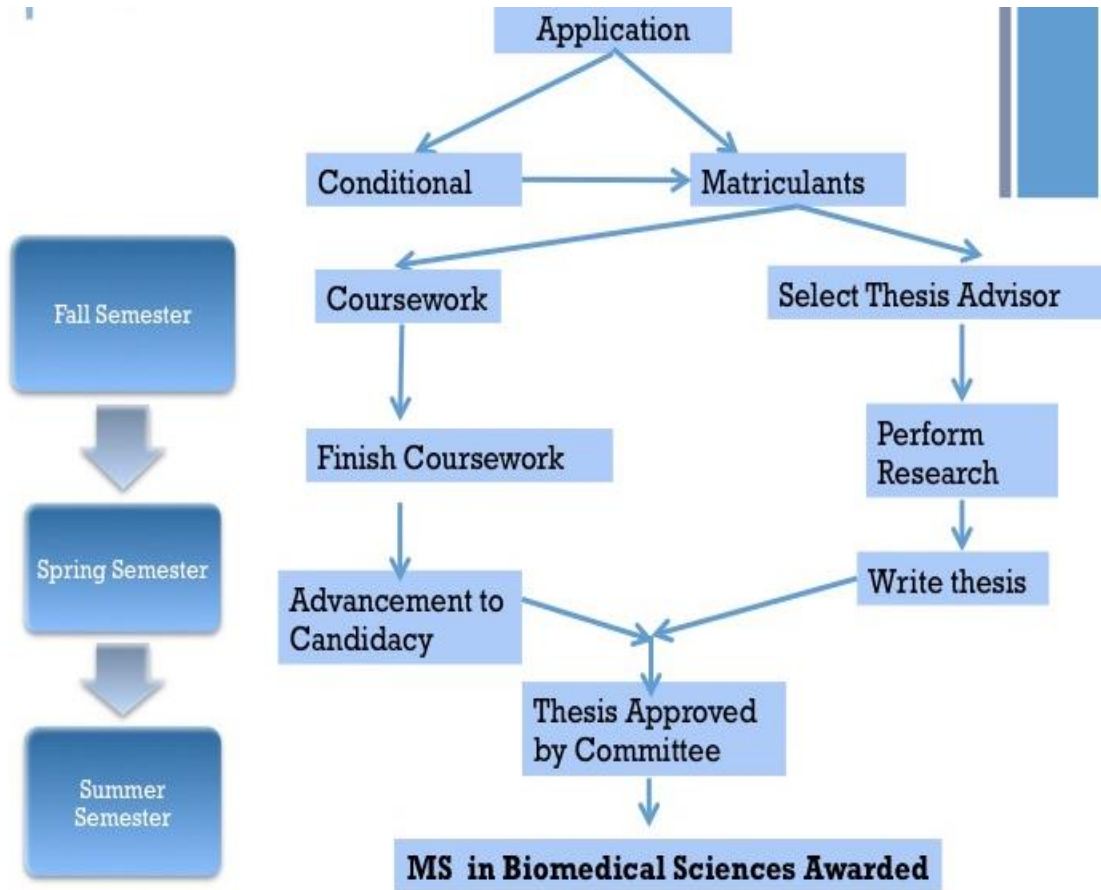 Application
Conditional
Matriculants
Fall Semester
Coursework
Select Thesis Advisor
Finish Coursework
Perform
Research
Spring Semester
Advancement to
Candidacy
Write thesis
Summer
Semester
Thesis Approved
by Committee
MS in Biomedical Sciences Awarded